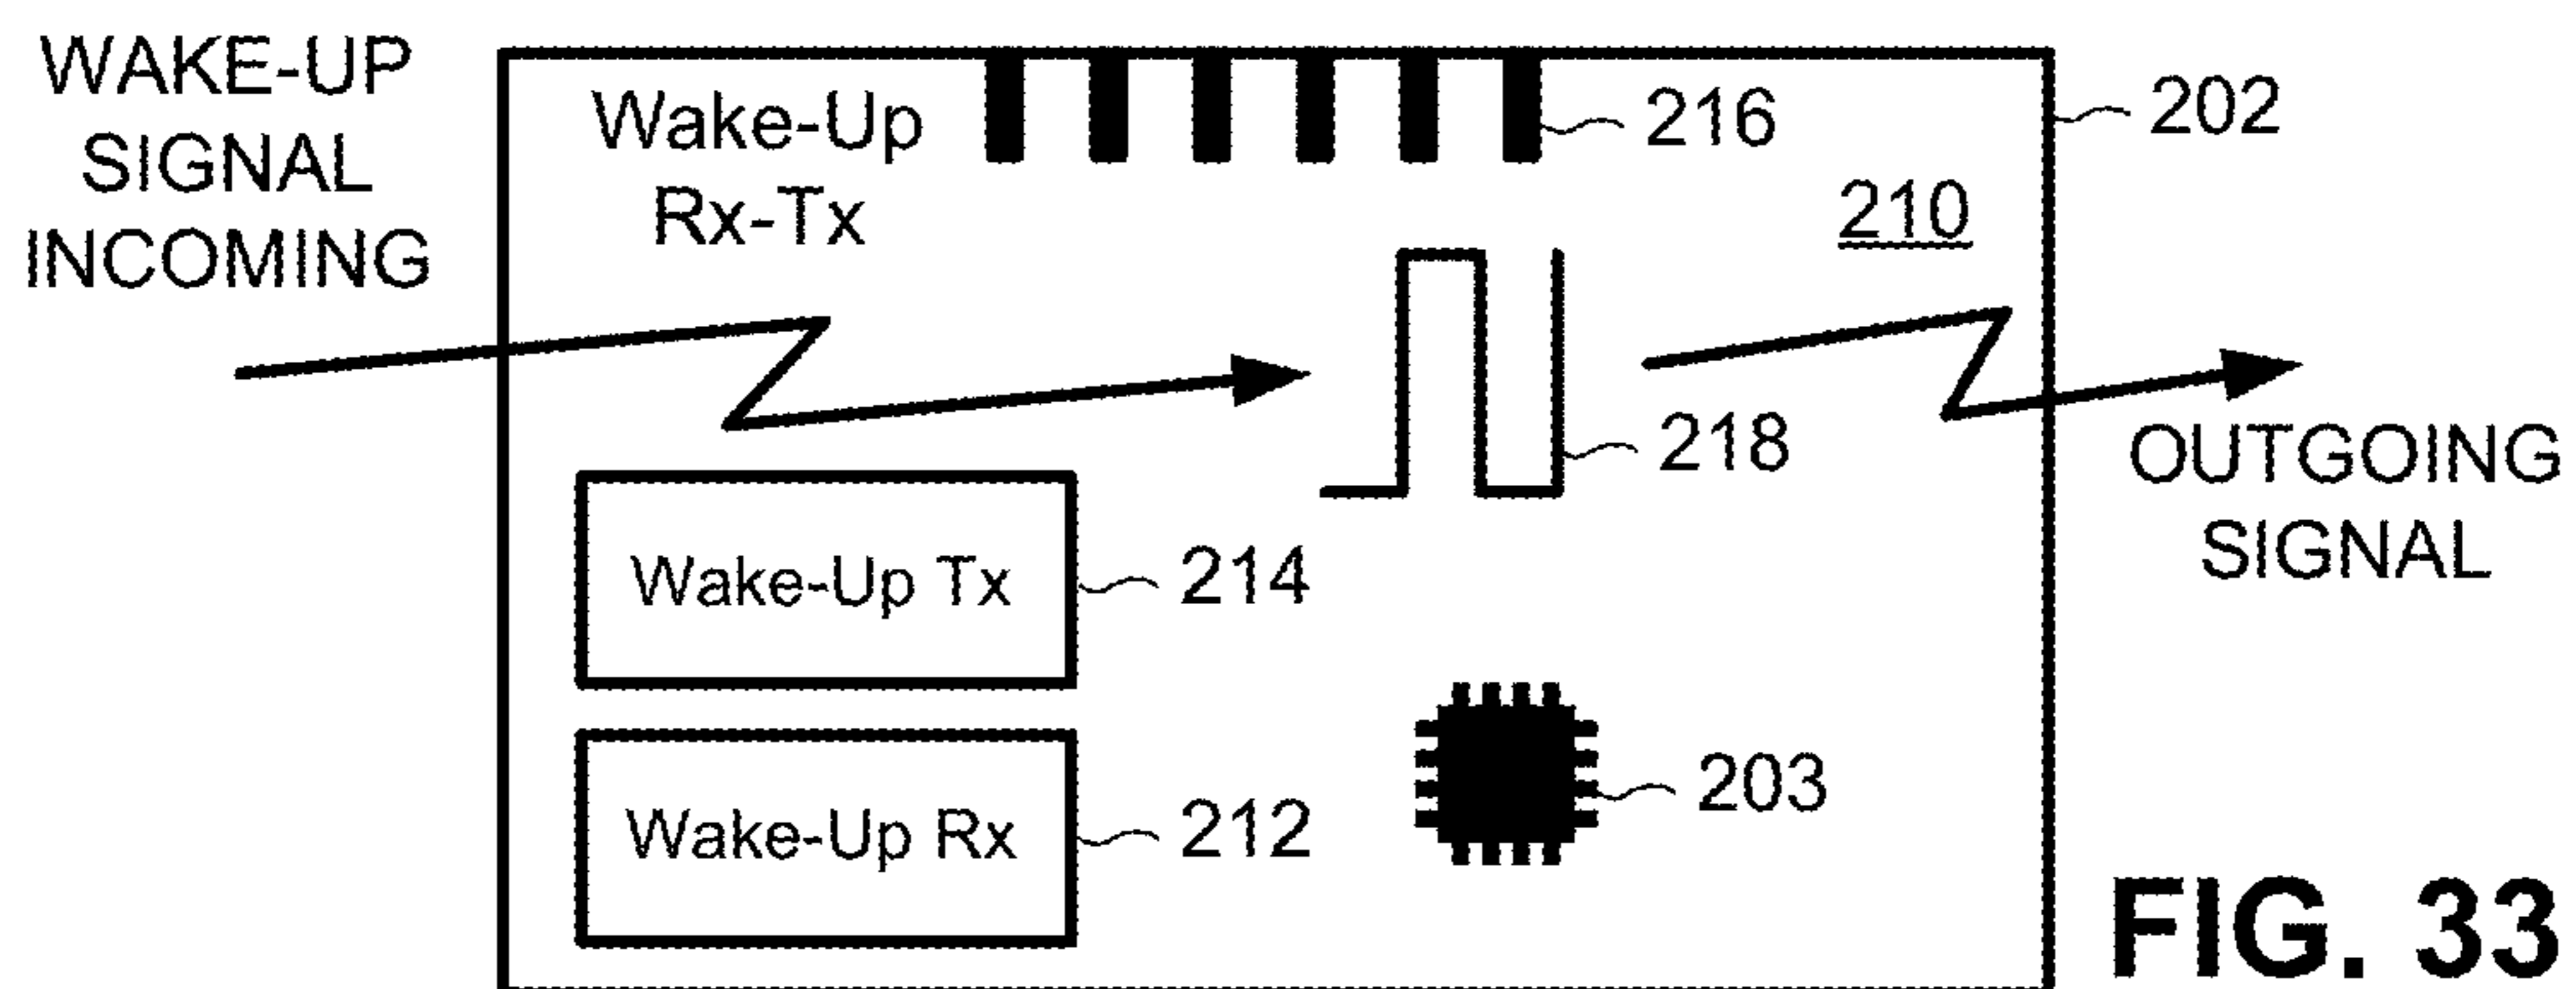 WAKE-UP
SIGNAL
INCOMING
Wake-Up
Rx-Tx
216
202
210
218
OUTGOING
SIGNAL
Wake-Up Tx
214
Wake-Up Rx
212
203
FIG. 33